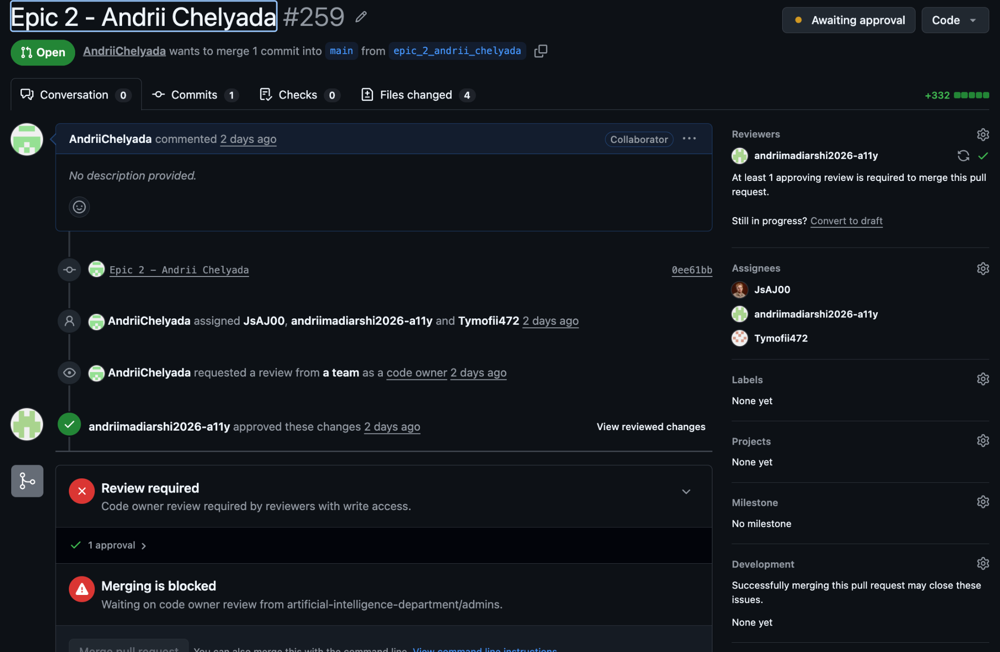 Epic 2 - Andrii Chelyada #259
Awaiting approval
Code
Open
AndriiChelyada wants to merge 1 commit into main from epic_2_andrii_chelyada
Conversation 0
Commits 1
Checks 0
Files changed 4
+332
AndriiChelyada commented 2 days ago
Collaborator
No description provided.
Epic 2 - Andrii Chelyada
0ee61bb
AndriiChelyada assigned JsAJ00, andriimadiarshi2026-a11y and Tymofii472 2 days ago
AndriiChelyada requested a review from a team as a code owner 2 days ago
andriimadiarshi2026-a11y approved these changes 2 days ago
View reviewed changes
Review required
Code owner review required by reviewers with write access.
1 approval
Merging is blocked
Waiting on code owner review from artificial-intelligence-department/admins.
Merge pull request
You can also merge this with the command line. View command line instructions.
Reviewers
andriimadiarshi2026-a11y
At least 1 approving review is required to merge this pull
request.
Still in progress? Convert to draft
Assignees
JsAJ00
andriimadiarshi2026-a11y
Tymofii472
Labels
None yet
Projects
None yet
Milestone
No milestone
Development
Successfully merging this pull request may close these
issues.
None yet